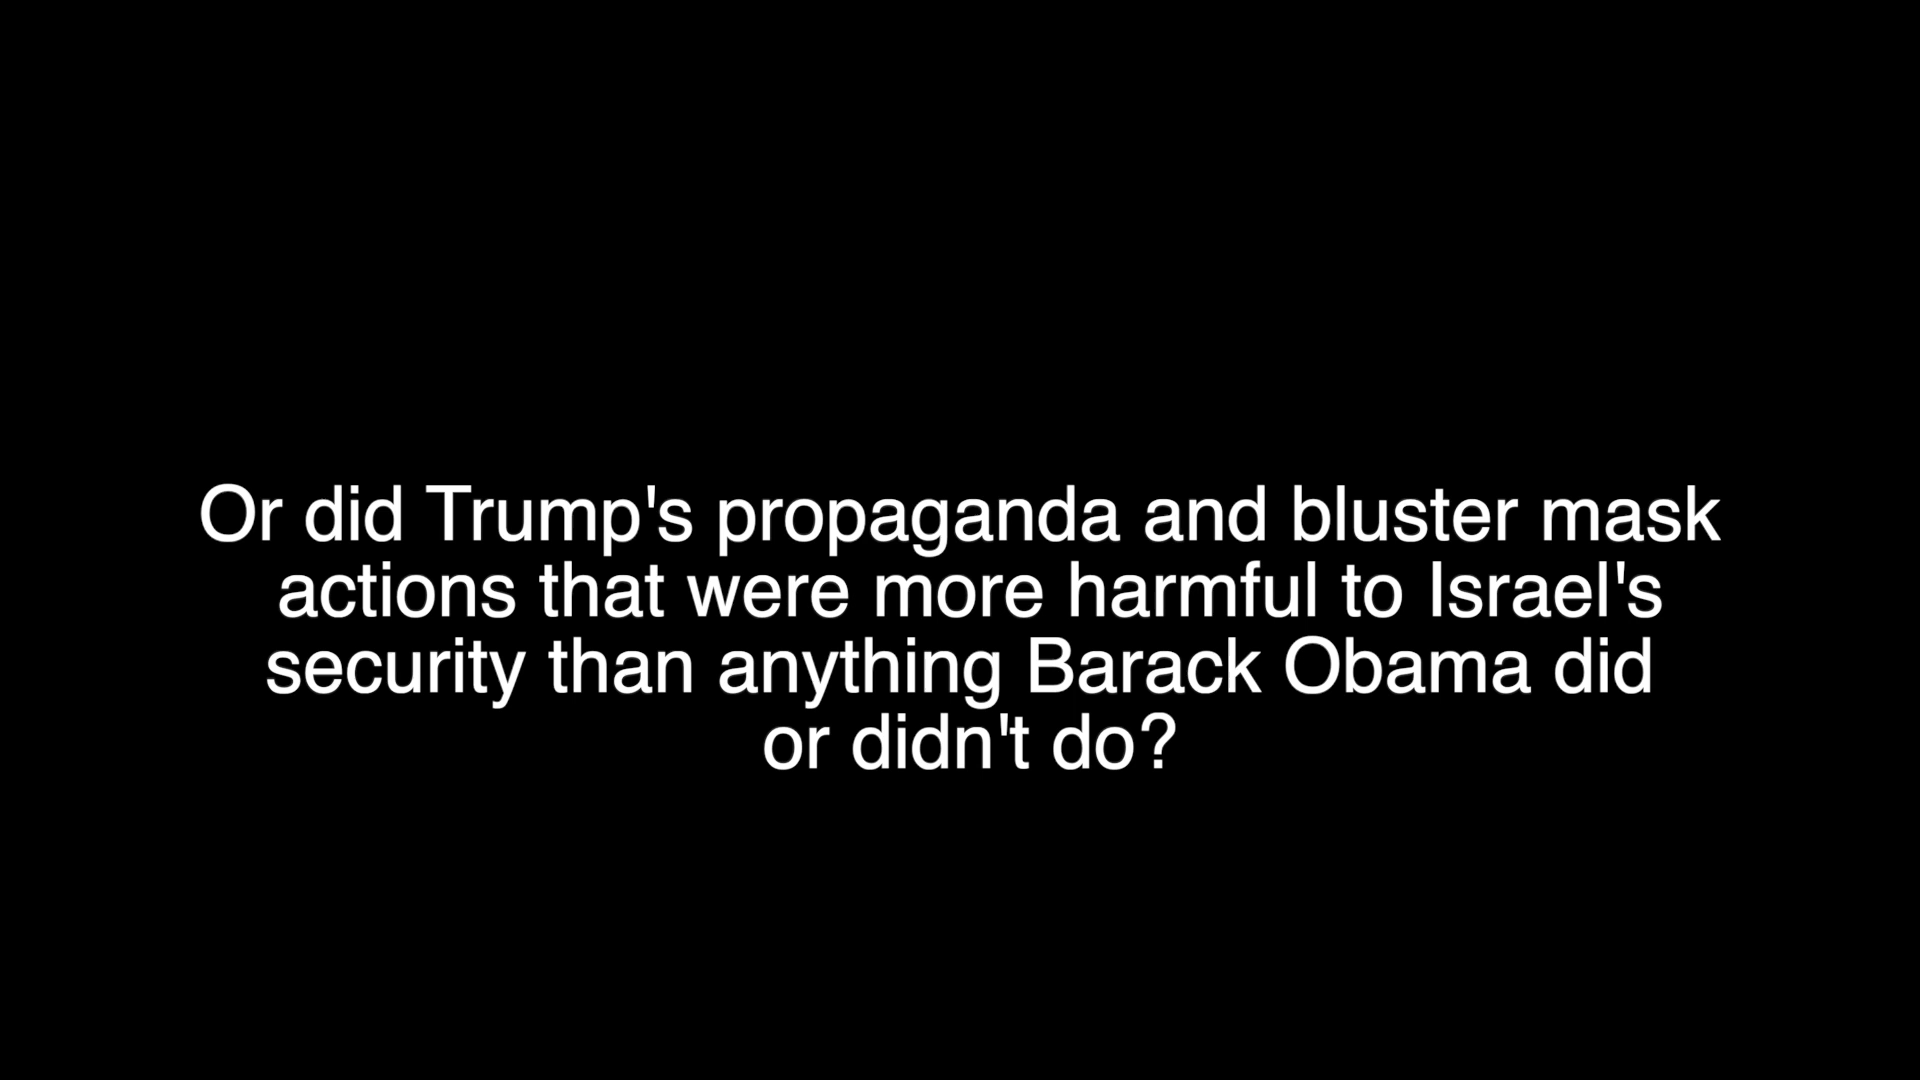 Or did Trump's propaganda and bluster mask
actions that were more harmful to Israel's
security than anything Barack Obama did
or didn't do?